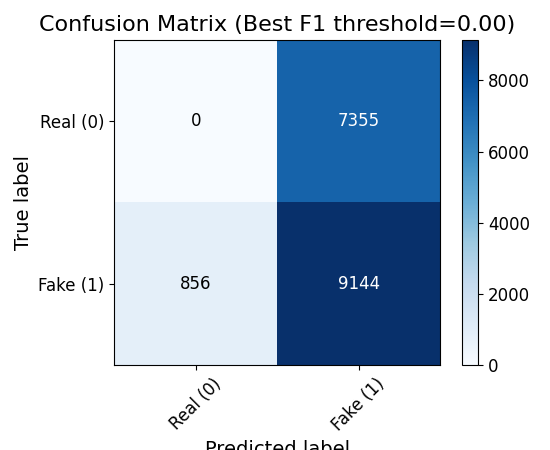 Confusion Matrix (Best F1 threshold=0.00)
True label
Real (0)
0
7355
Fake (1)
856
9144
Real (0)
Fake (1)
Predicted label
8000
6000
4000
2000
0